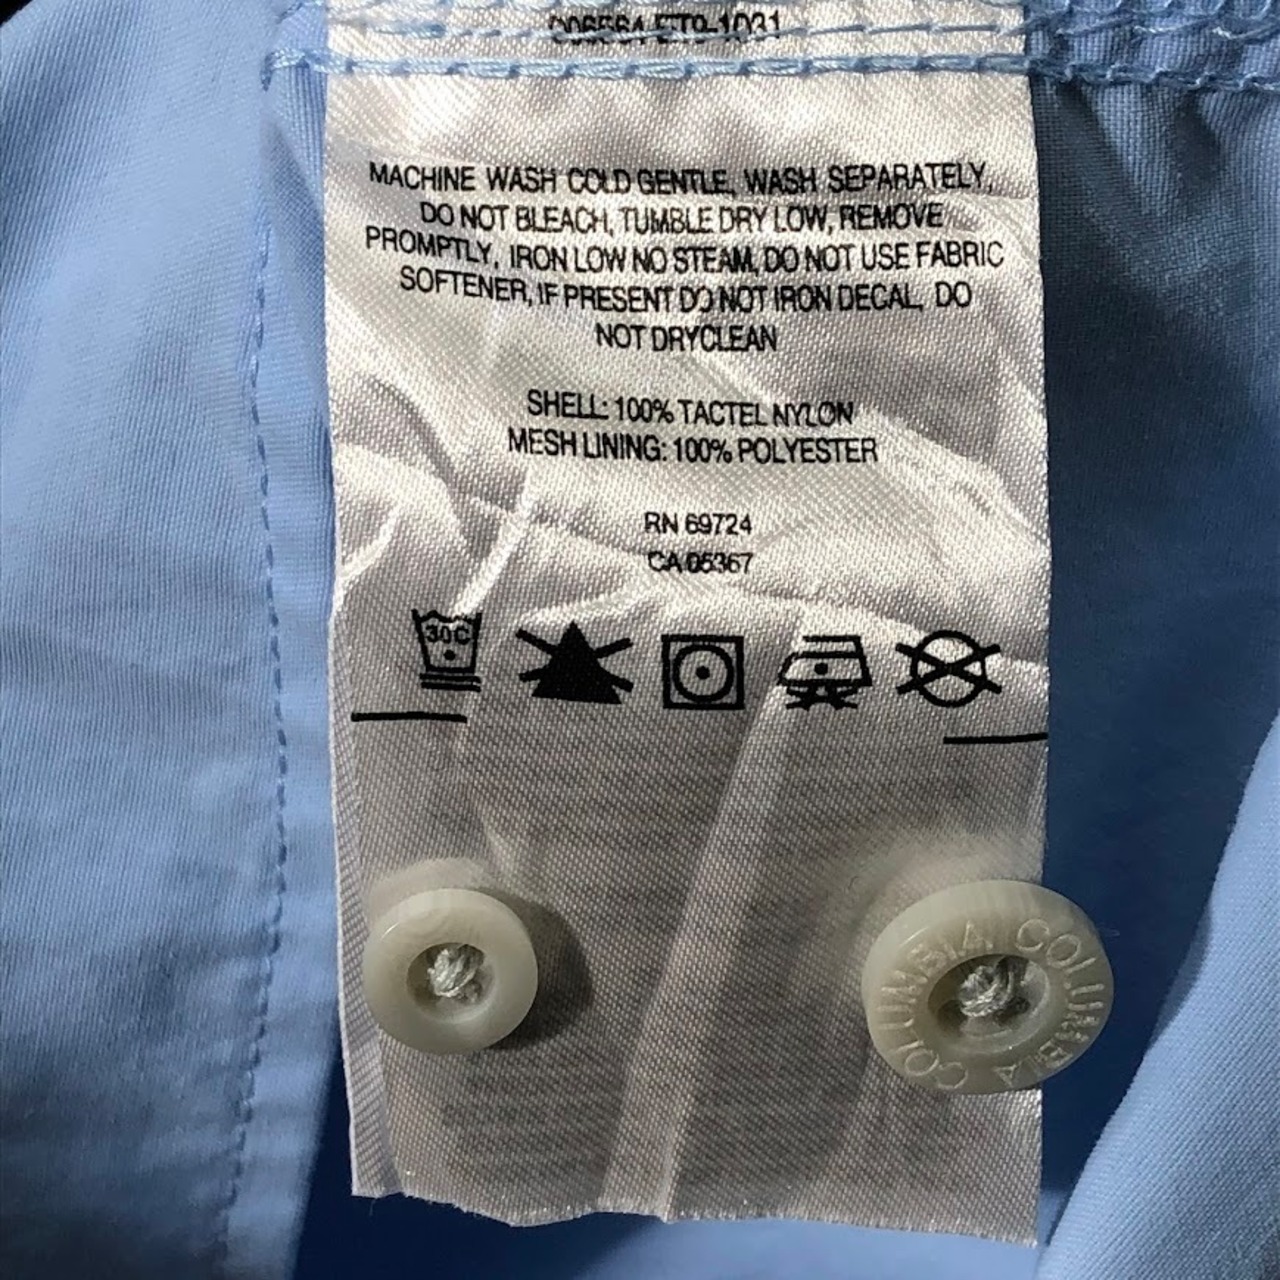 MACHINE WASH COLD GENTLE, WASH SEPARATELY,
DO NOT BLEACH, TUMBLE DRY LOW, REMOVE
PROMPTLY, IRON LOW NO STEAM, DO NOT USE FABRIC
SOFTENER, IF PRESENT DO NOT IRON DECAL, DO
NOT DRYCLEAN
SHELL: 100% TACTEL NYLON
MESH LINING: 100% POLYESTER
RN 69724
CA 05367
30C
COLUMBIA COLUMBIA